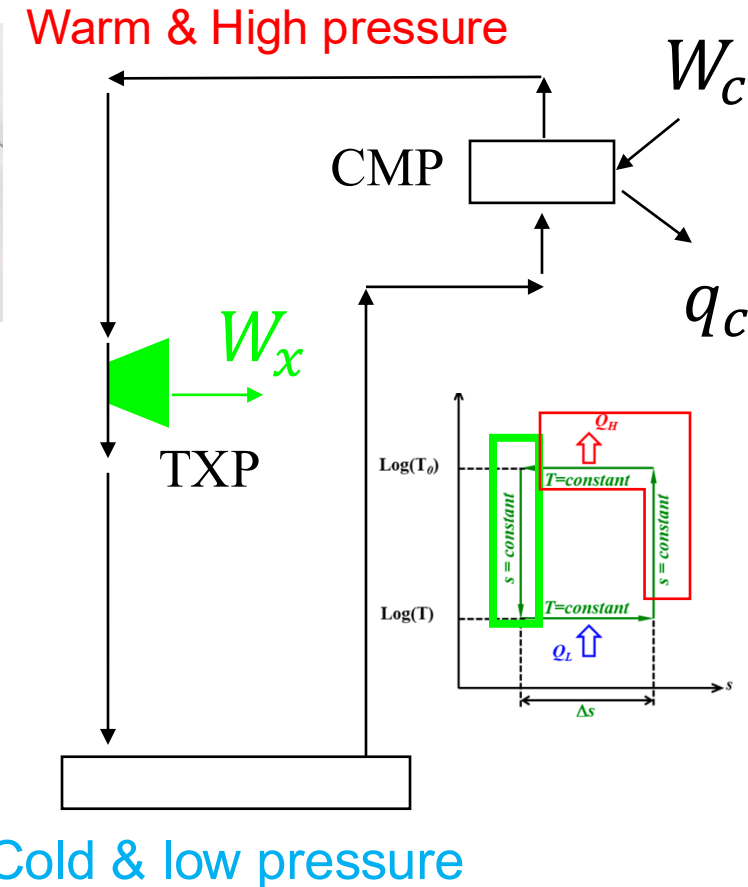 Warm & High pressure
W_c
CMP
q_c
W_x
TXP
Q_H
Log(T_0)
T=constant
s = constant
s = constant
T=constant
Log(T)
Q_L
s
Δs
Cold & low pressure